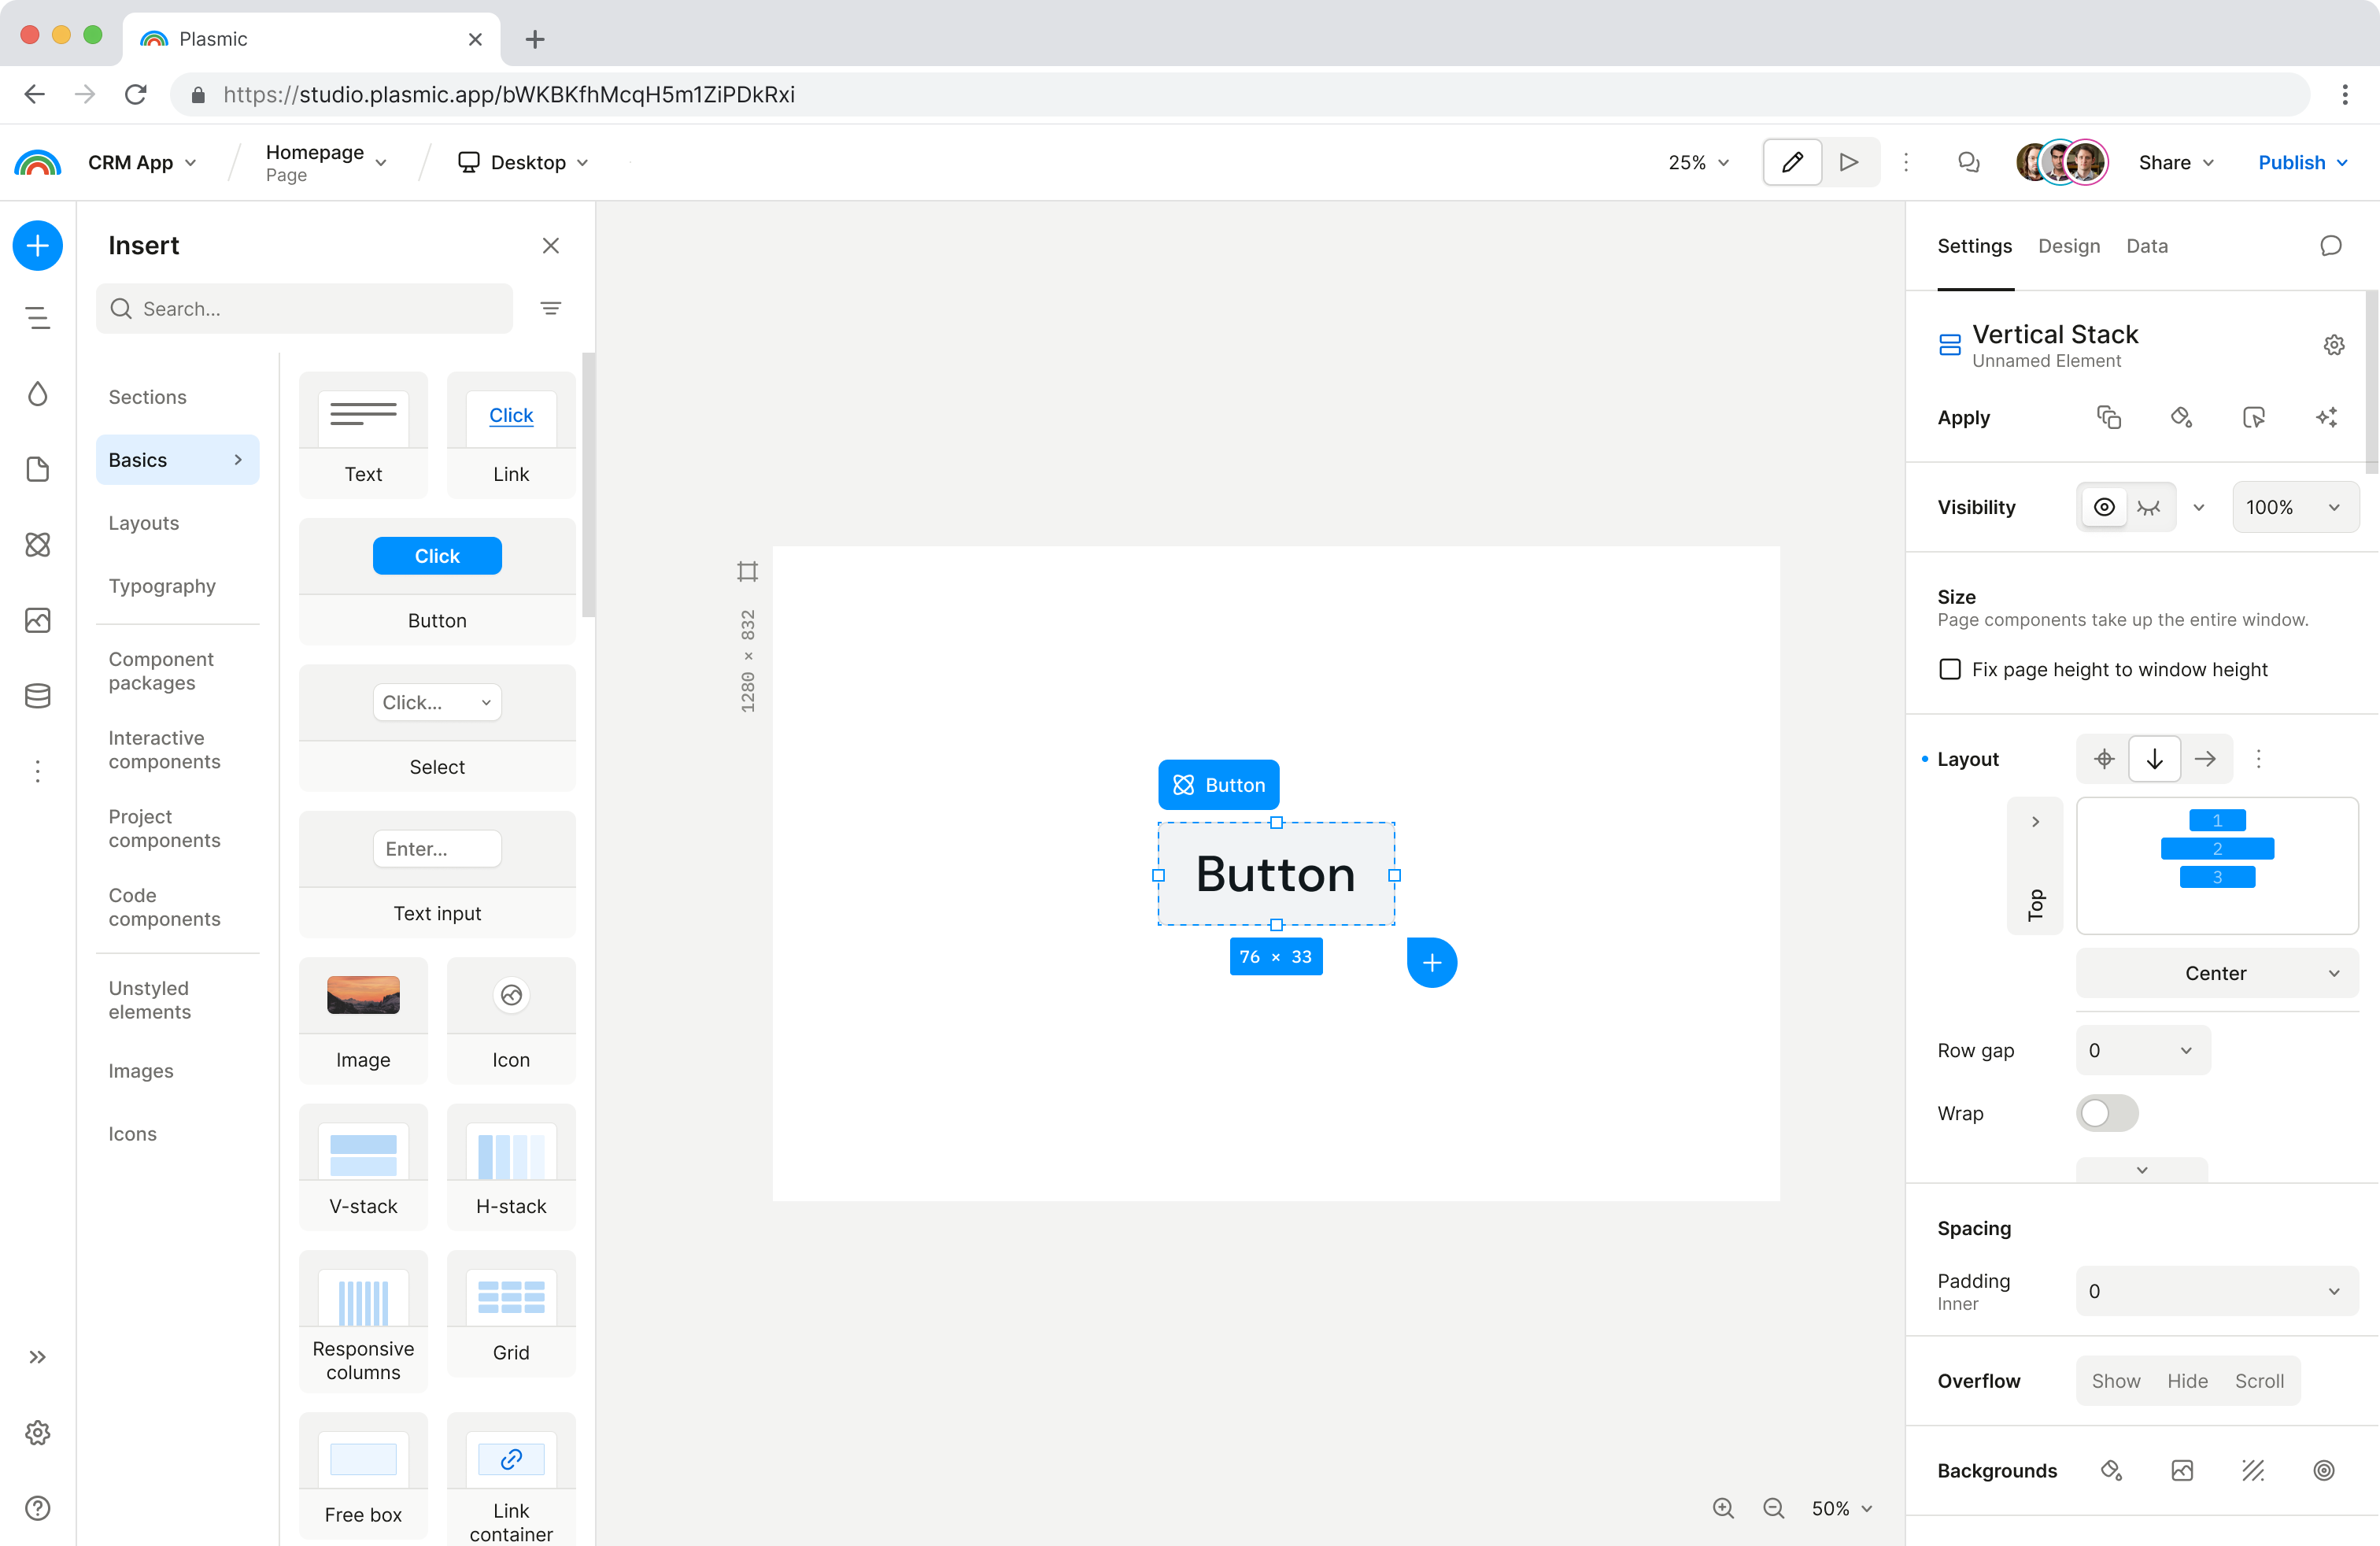 Plasmic
https://studio.plasmic.app/bWKBKfhMcqH5m1ZiPDkRxi
CRM App
Homepage
Page
Desktop
25%
Share
Publish
Insert
Search...
Sections
Basics
Layouts
Typography
Component
packages
Interactive
components
Project
components
Code
components
Unstyled
elements
Images
Icons
Text
Click
Link
Click
Button
Click...
Select
Enter...
Text input
Image
Icon
V-stack
H-stack
Responsive
columns
Grid
Free box
Link
container
1280 × 832
Button
Button
76 × 33
50%
Settings
Design
Data
Vertical Stack
Unnamed Element
Apply
Visibility
100%
Size
Page components take up the entire window.
Fix page height to window height
Layout
Top
1
2
3
Center
Row gap
0
Wrap
Spacing
Padding
Inner
0
Overflow
Show
Hide
Scroll
Backgrounds